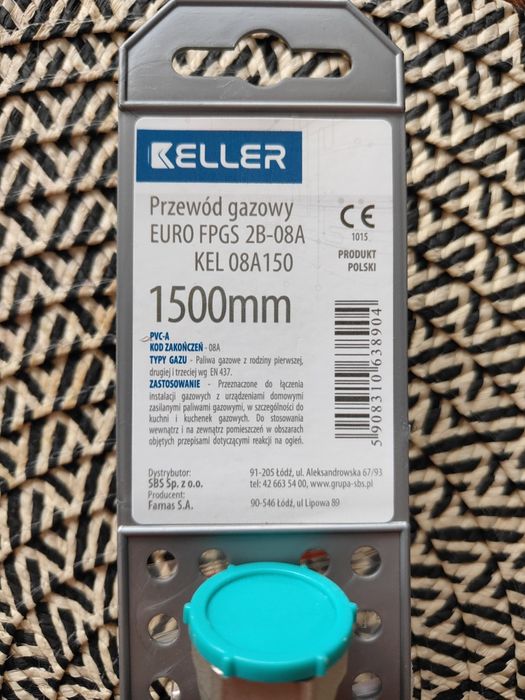 KELLER
Przewód gazowy
EURO FPGS 2B-08A
KEL 08A150
1500mm
CE
1015
PRODUKT
POLSKI
PVC-A
KOD ZAKOŃCZEŃ - 08A
TYPY GAZU - Paliwa gazowe z rodziny pierwszej,
drugiej i trzeciej wg EN 437.
ZASTOSOWANIE - Przeznaczone do łączenia
instalacji gazowych z urządzeniami domowymi
zasilanymi paliwami gazowymi, w szczególności do
kuchni i kuchenek gazowych. Do stosowania
wewnątrz i na zewnątrz pomieszczeń w obszarach
objętych przepisami dotyczącymi reakcji na ogień.
5 908310 638904
Dystrybutor:
SBS Sp. z o.o.
91-205 Łódź, ul. Aleksandrowska 67/93
tel: 42 663 54 00, www.grupa-sbs.pl
Producent:
Famas S.A.
90-546 Łódź, ul Lipowa 89